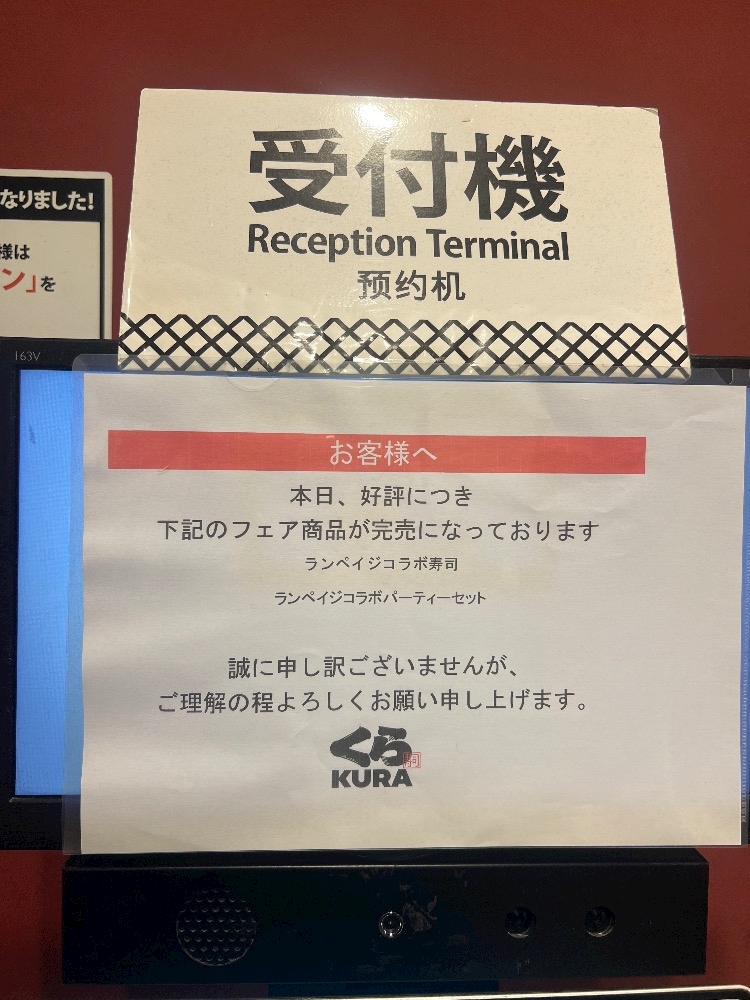 受付機
Reception Terminal
预约机
なりました!
様は
ン」を
163V
お客様へ
本日、好評につき
下記のフェア商品が完売になっております
ランペイジコラボ寿司
ランペイジコラボパーティーセット
誠に申し訳ございませんが、
ご理解の程よろしくお願い申し上げます。
くら
KURA